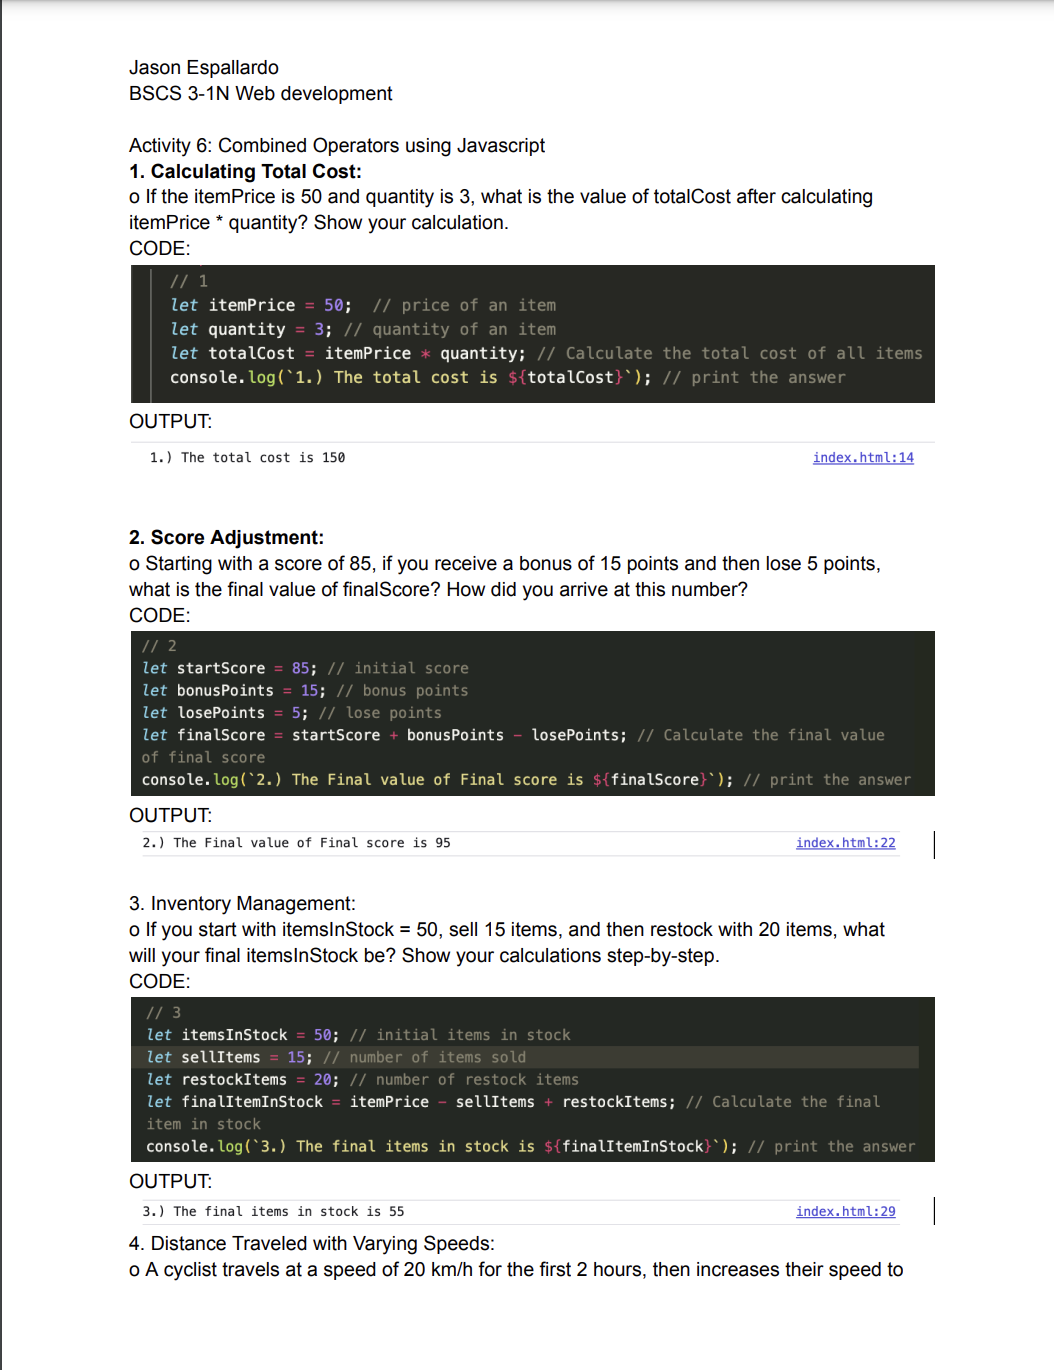 Jason Espallardo
BSCS 3-1N Web development
Activity 6: Combined Operators using Javascript
1. Calculating Total Cost:
o If the itemPrice is 50 and quantity is 3, what is the value of totalCost after calculating
itemPrice * quantity? Show your calculation.
CODE:
// 1
let itemPrice = 50;  // price of an item
let quantity = 3; // quantity of an item
let totalCost = itemPrice * quantity; // Calculate the total cost of all items
console.log(`1.) The total cost is ${totalCost}`); // print the answer
OUTPUT:
1.) The total cost is 150 index.html:14
2. Score Adjustment:
o Starting with a score of 85, if you receive a bonus of 15 points and then lose 5 points,
what is the final value of finalScore? How did you arrive at this number?
CODE:
// 2
let startScore = 85; // initial score
let bonusPoints = 15; // bonus points
let losePoints = 5; // lose points
let finalScore = startScore + bonusPoints - losePoints; // Calculate the final value
of final score
console.log(`2.) The Final value of Final score is ${finalScore}`); // print the answer
OUTPUT:
2.) The Final value of Final score is 95 index.html:22
3. Inventory Management:
o If you start with itemsInStock = 50, sell 15 items, and then restock with 20 items, what
will your final itemsInStock be? Show your calculations step-by-step.
CODE:
// 3
let itemsInStock = 50; // initial items in stock
let sellItems = 15; // number of items sold
let restockItems = 20; // number of restock items
let finalItemInStock = itemPrice - sellItems + restockItems; // Calculate the final
item in stock
console.log(`3.) The final items in stock is ${finalItemInStock}`); // print the answer
OUTPUT:
3.) The final items in stock is 55 index.html:29
4. Distance Traveled with Varying Speeds:
o A cyclist travels at a speed of 20 km/h for the first 2 hours, then increases their speed to